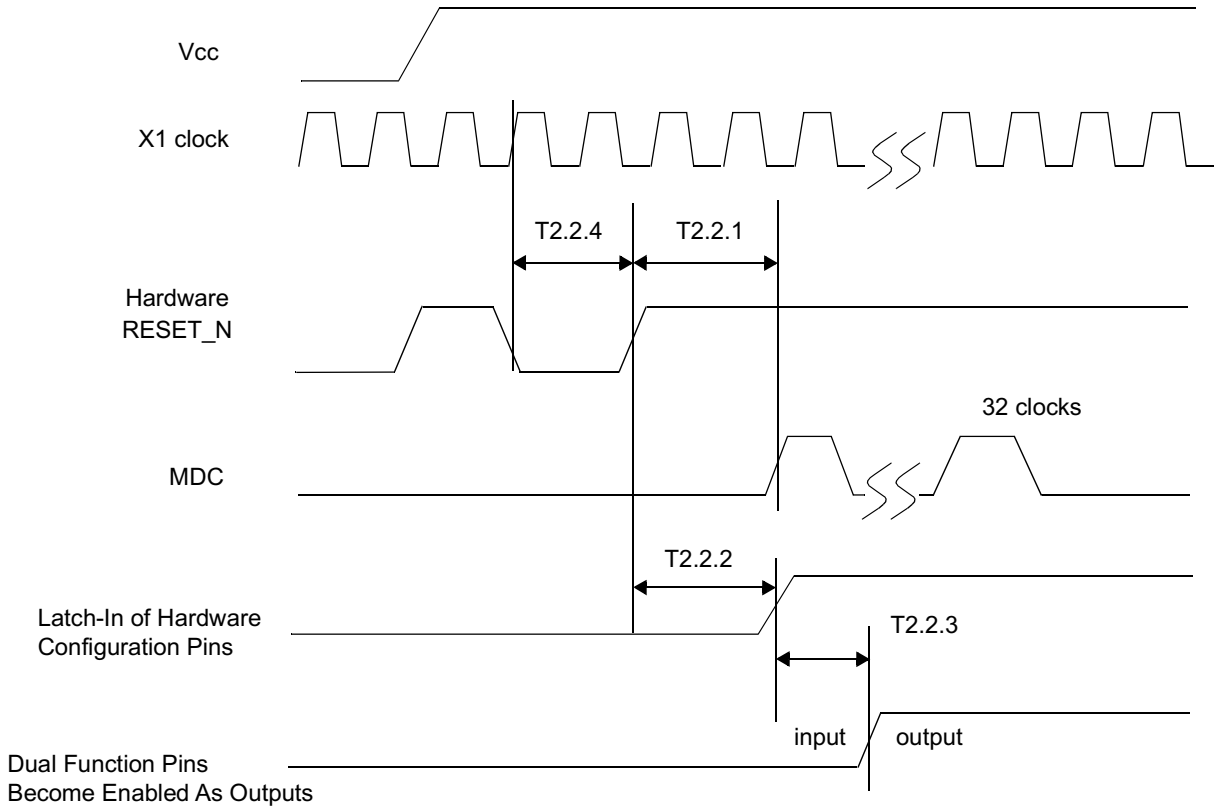 Vcc
X1 clock
T2.2.4
T2.2.1
Hardware
RESET_N
32 clocks
MDC
T2.2.2
Latch-In of Hardware
Configuration Pins
T2.2.3
input
output
Dual Function Pins
Become Enabled As Outputs